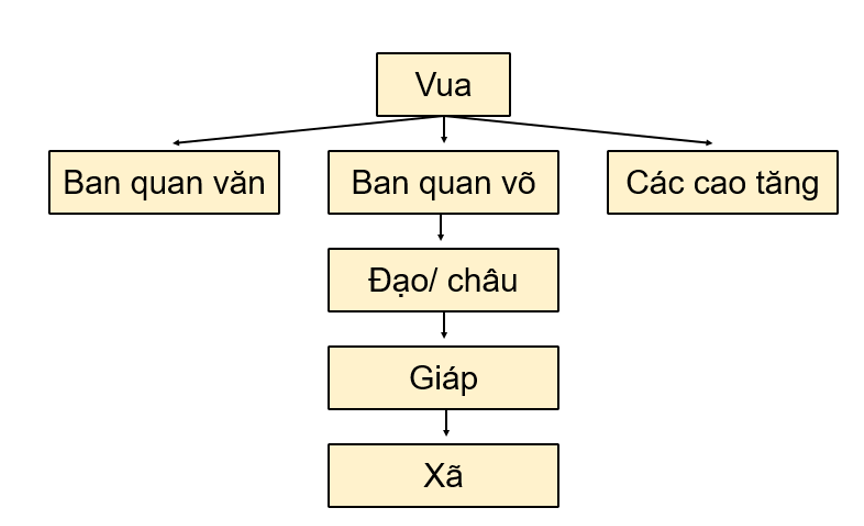 Vua
Ban quan văn
Ban quan võ
Các cao tăng
Đạo/ châu
Giáp
Xã